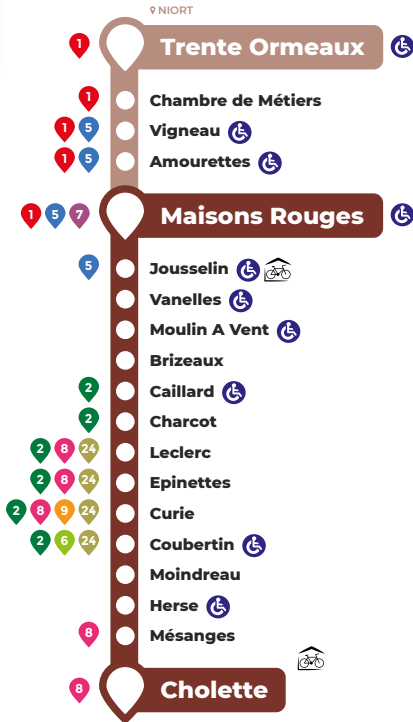 NIORT
1 Trente Ormeaux
1 Chambre de Métiers
1 5 Vigneau
1 5 Amourettes
1 5 7 Maisons Rouges
5 Jousselin
Vanelles
Moulin A Vent
Brizeaux
2 Caillard
2 Charcot
2 8 24 Leclerc
2 8 24 Epinettes
2 8 9 24 Curie
2 6 24 Coubertin
Moindreau
Herse
8 Mésanges
8 Cholette